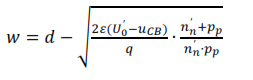 w = d − √(2ε(U₀′−u_CB)/q · (n_n′+p_p)/(n_n′·p_p))